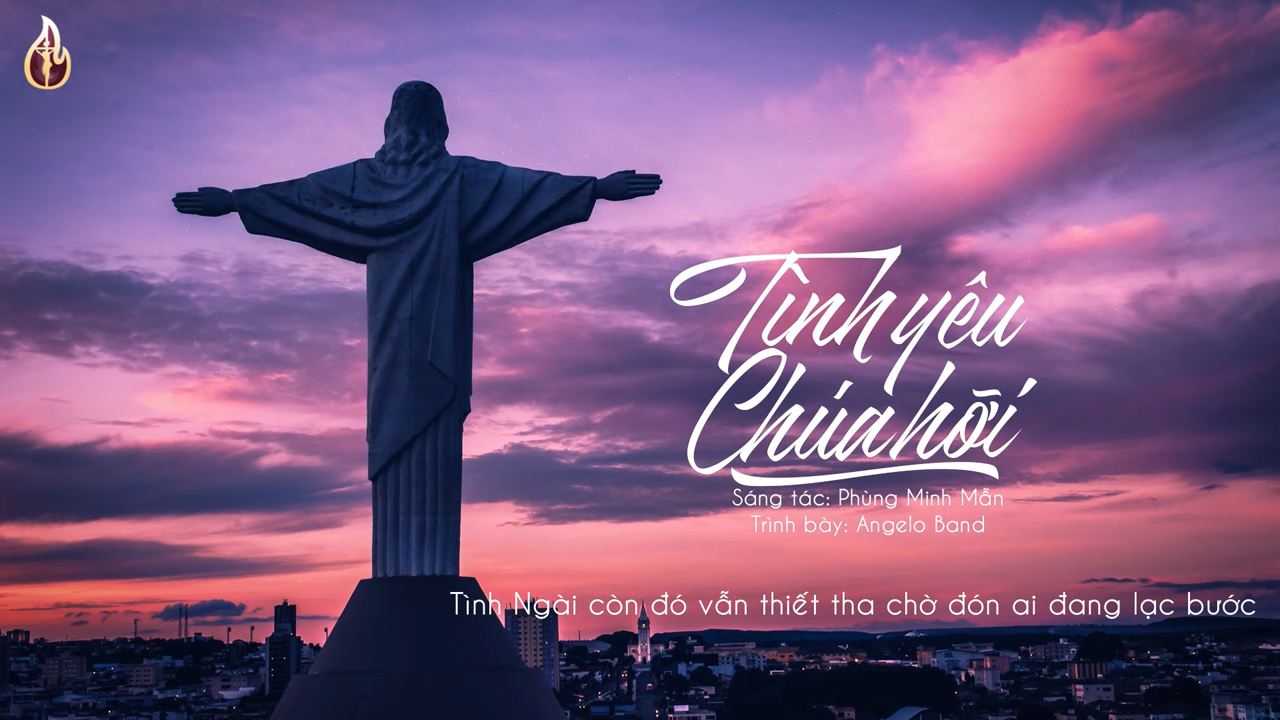 Tình yêu
Chúa hỡi
Sáng tác: Phùng Minh Mẫn
Trình bày: Angelo Band
Tình Ngài còn đó vẫn thiết tha chờ đón ai đang lạc bước